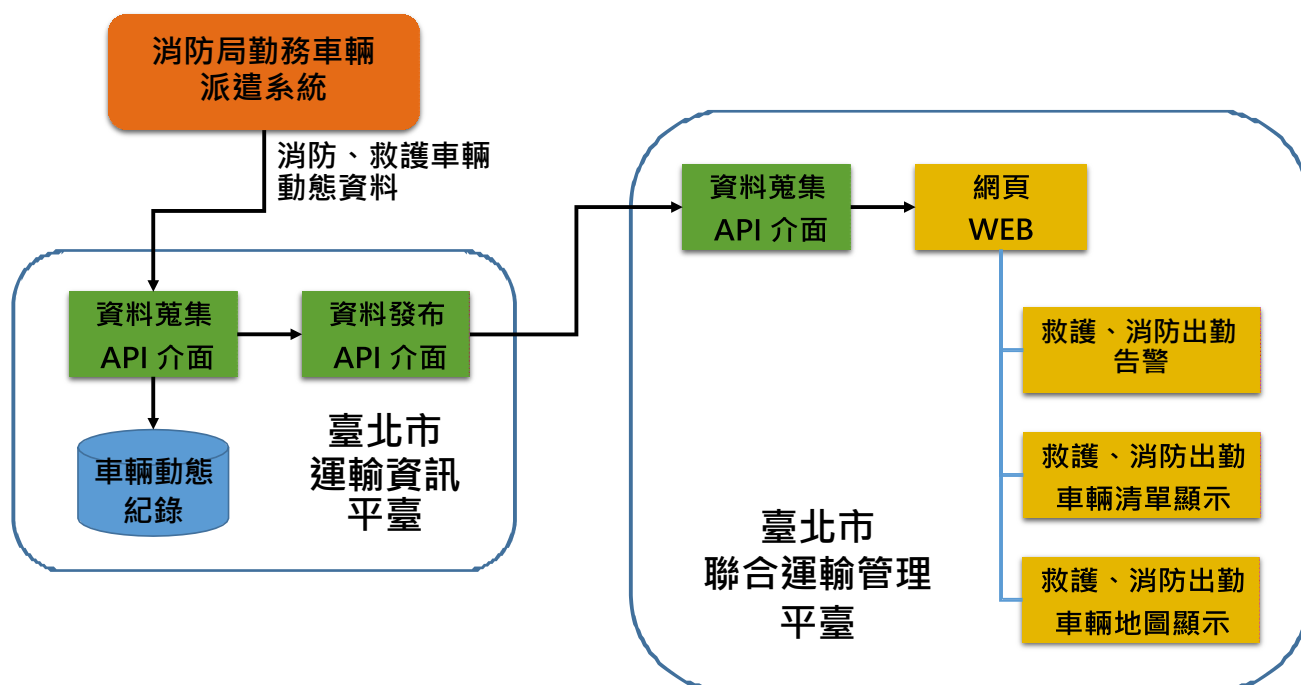 消防局勤務車輛
派遣系統
消防、救護車輛
動態資料
資料蒐集
API 介面
資料發布
API 介面
車輛動態
紀錄
臺北市
運輸資訊
平臺
資料蒐集
API 介面
網頁
WEB
救護、消防出勤
告警
救護、消防出勤
車輛清單顯示
救護、消防出勤
車輛地圖顯示
臺北市
聯合運輸管理
平臺